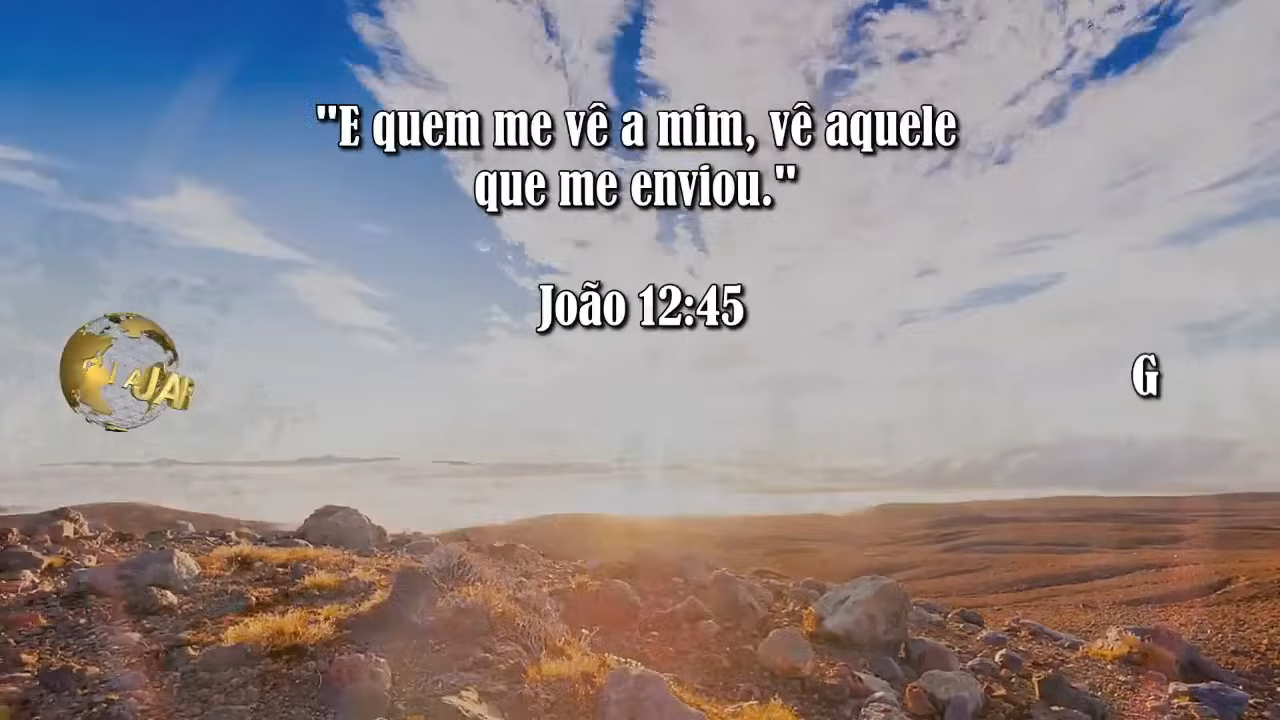 "E quem me vê a mim, vê aquele
que me enviou."
João 12:45
G